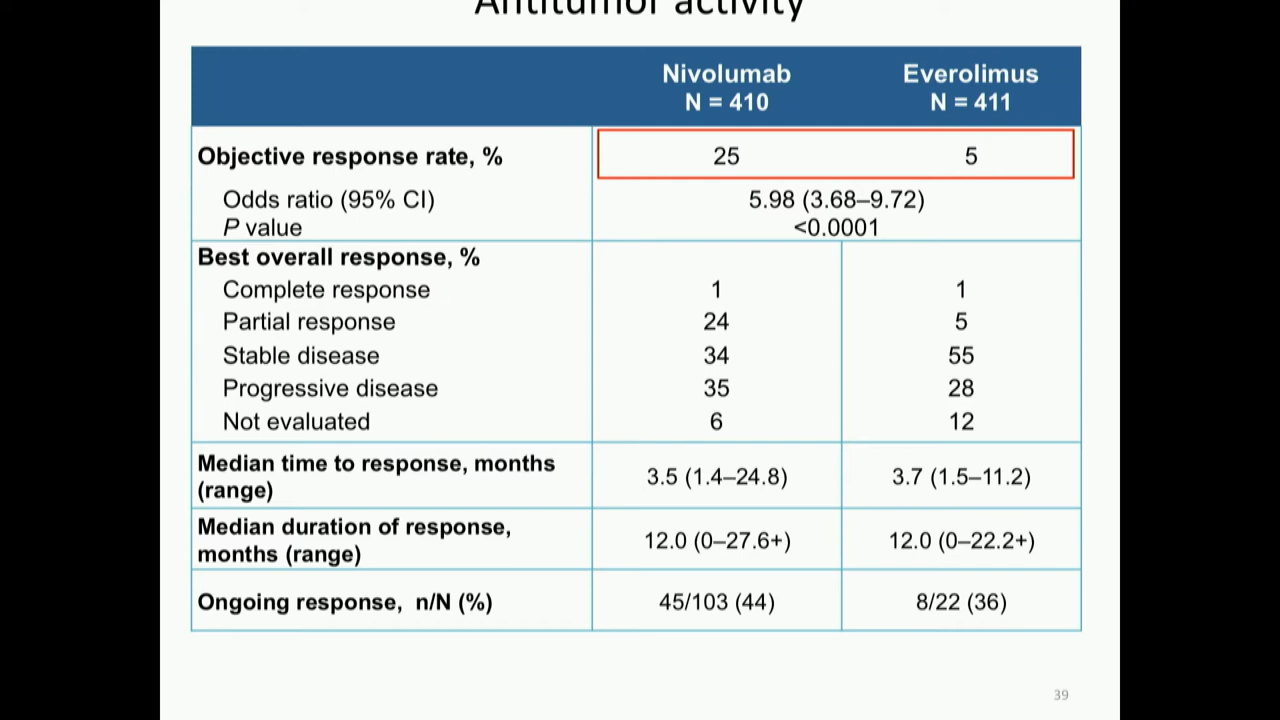 Antitumor activity
Nivolumab Everolimus
N = 410 N = 411
Objective response rate, % 25 5
Odds ratio (95% CI) 5.98 (3.68–9.72)
P value <0.0001
Best overall response, %
Complete response 1 1
Partial response 24 5
Stable disease 34 55
Progressive disease 35 28
Not evaluated 6 12
Median time to response, months
(range) 3.5 (1.4–24.8) 3.7 (1.5–11.2)
Median duration of response,
months (range) 12.0 (0–27.6+) 12.0 (0–22.2+)
Ongoing response, n/N (%) 45/103 (44) 8/22 (36)
39